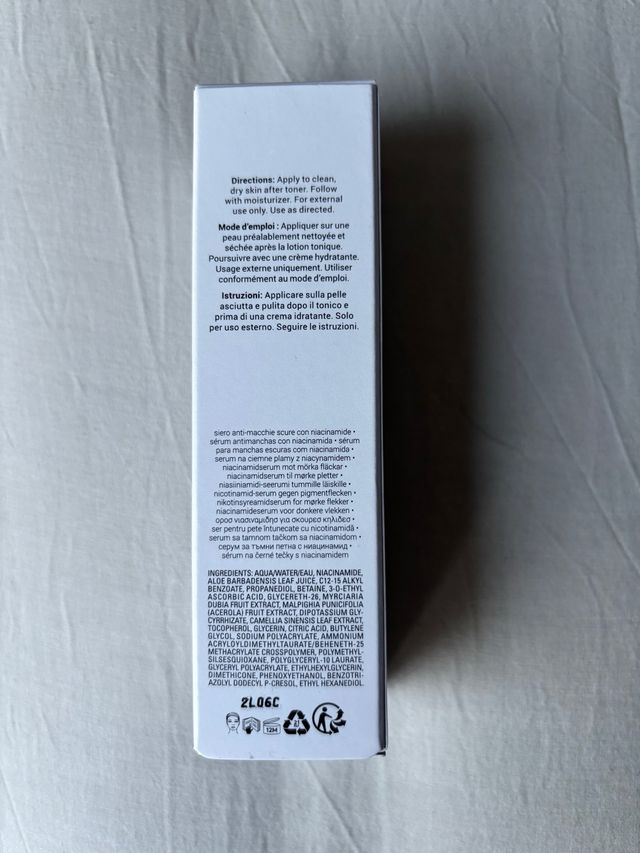 Directions: Apply to clean,
dry skin after toner. Follow
with moisturizer. For external
use only. Use as directed.
Mode d'emploi : Appliquer sur une
peau préalablement nettoyée et
séchée après la lotion tonique.
Poursuivre avec une crème hydratante.
Usage externe uniquement. Utiliser
conformément au mode d'emploi.
Istruzioni: Applicare sulla pelle
asciutta e pulita dopo il tonico e
prima di una crema idratante. Solo
per uso esterno. Seguire le istruzioni.
siero anti-macchie scure con niacinamide •
sérum antimanchas con niacinamida • sérum
para manchas escuras com niacinamida •
serum na ciemne plamy z niacynamidem •
niacinamidserum mot mörka fläckar •
niacinamidserum til mørke pletter •
niasiiniamidi-seerumi tummille läiskille •
nicotinamid-serum gegen pigmentflecken •
nikotinsyreamidserum for mørke flekker •
niacinamideserum voor donkere vlekken •
ορος νιασιναμιδης για σκουρες κηλιδες •
ser pentru pete întunecate cu nicotinamidă •
serum sa tamnom tačkom sa niacinamidom •
серум за тъмни петна с ниацинамид •
sérum na černé tečky s niacinamidem
INGREDIENTS: AQUA/WATER/EAU, NIACINAMIDE,
ALOE BARBADENSIS LEAF JUICE, C12-15 ALKYL
BENZOATE, PROPANEDIOL, BETAINE, 3-O-ETHYL
ASCORBIC ACID, GLYCERETH-26, MYRCIARIA
DUBIA FRUIT EXTRACT, MALPIGHIA PUNICIFOLIA
(ACEROLA) FRUIT EXTRACT, DIPOTASSIUM GLY-
CYRRHIZATE, CAMELLIA SINENSIS LEAF EXTRACT,
TOCOPHEROL, GLYCERIN, CITRIC ACID, BUTYLENE
GLYCOL, SODIUM POLYACRYLATE, AMMONIUM
ACRYLOYLDIMETHYLTAURATE/BEHENETH-25
METHACRYLATE CROSSPOLYMER, POLYMETHYL-
SILSESQUIOXANE, POLYGLYCERYL-10 LAURATE,
GLYCERYL POLYACRYLATE, ETHYLHEXYLGLYCERIN,
DIMETHICONE, PHENOXYETHANOL, BENZOTRI-
AZOLYL DODECYL P-CRESOL, ETHYL HEXANEDIOL.
2L06C
12M